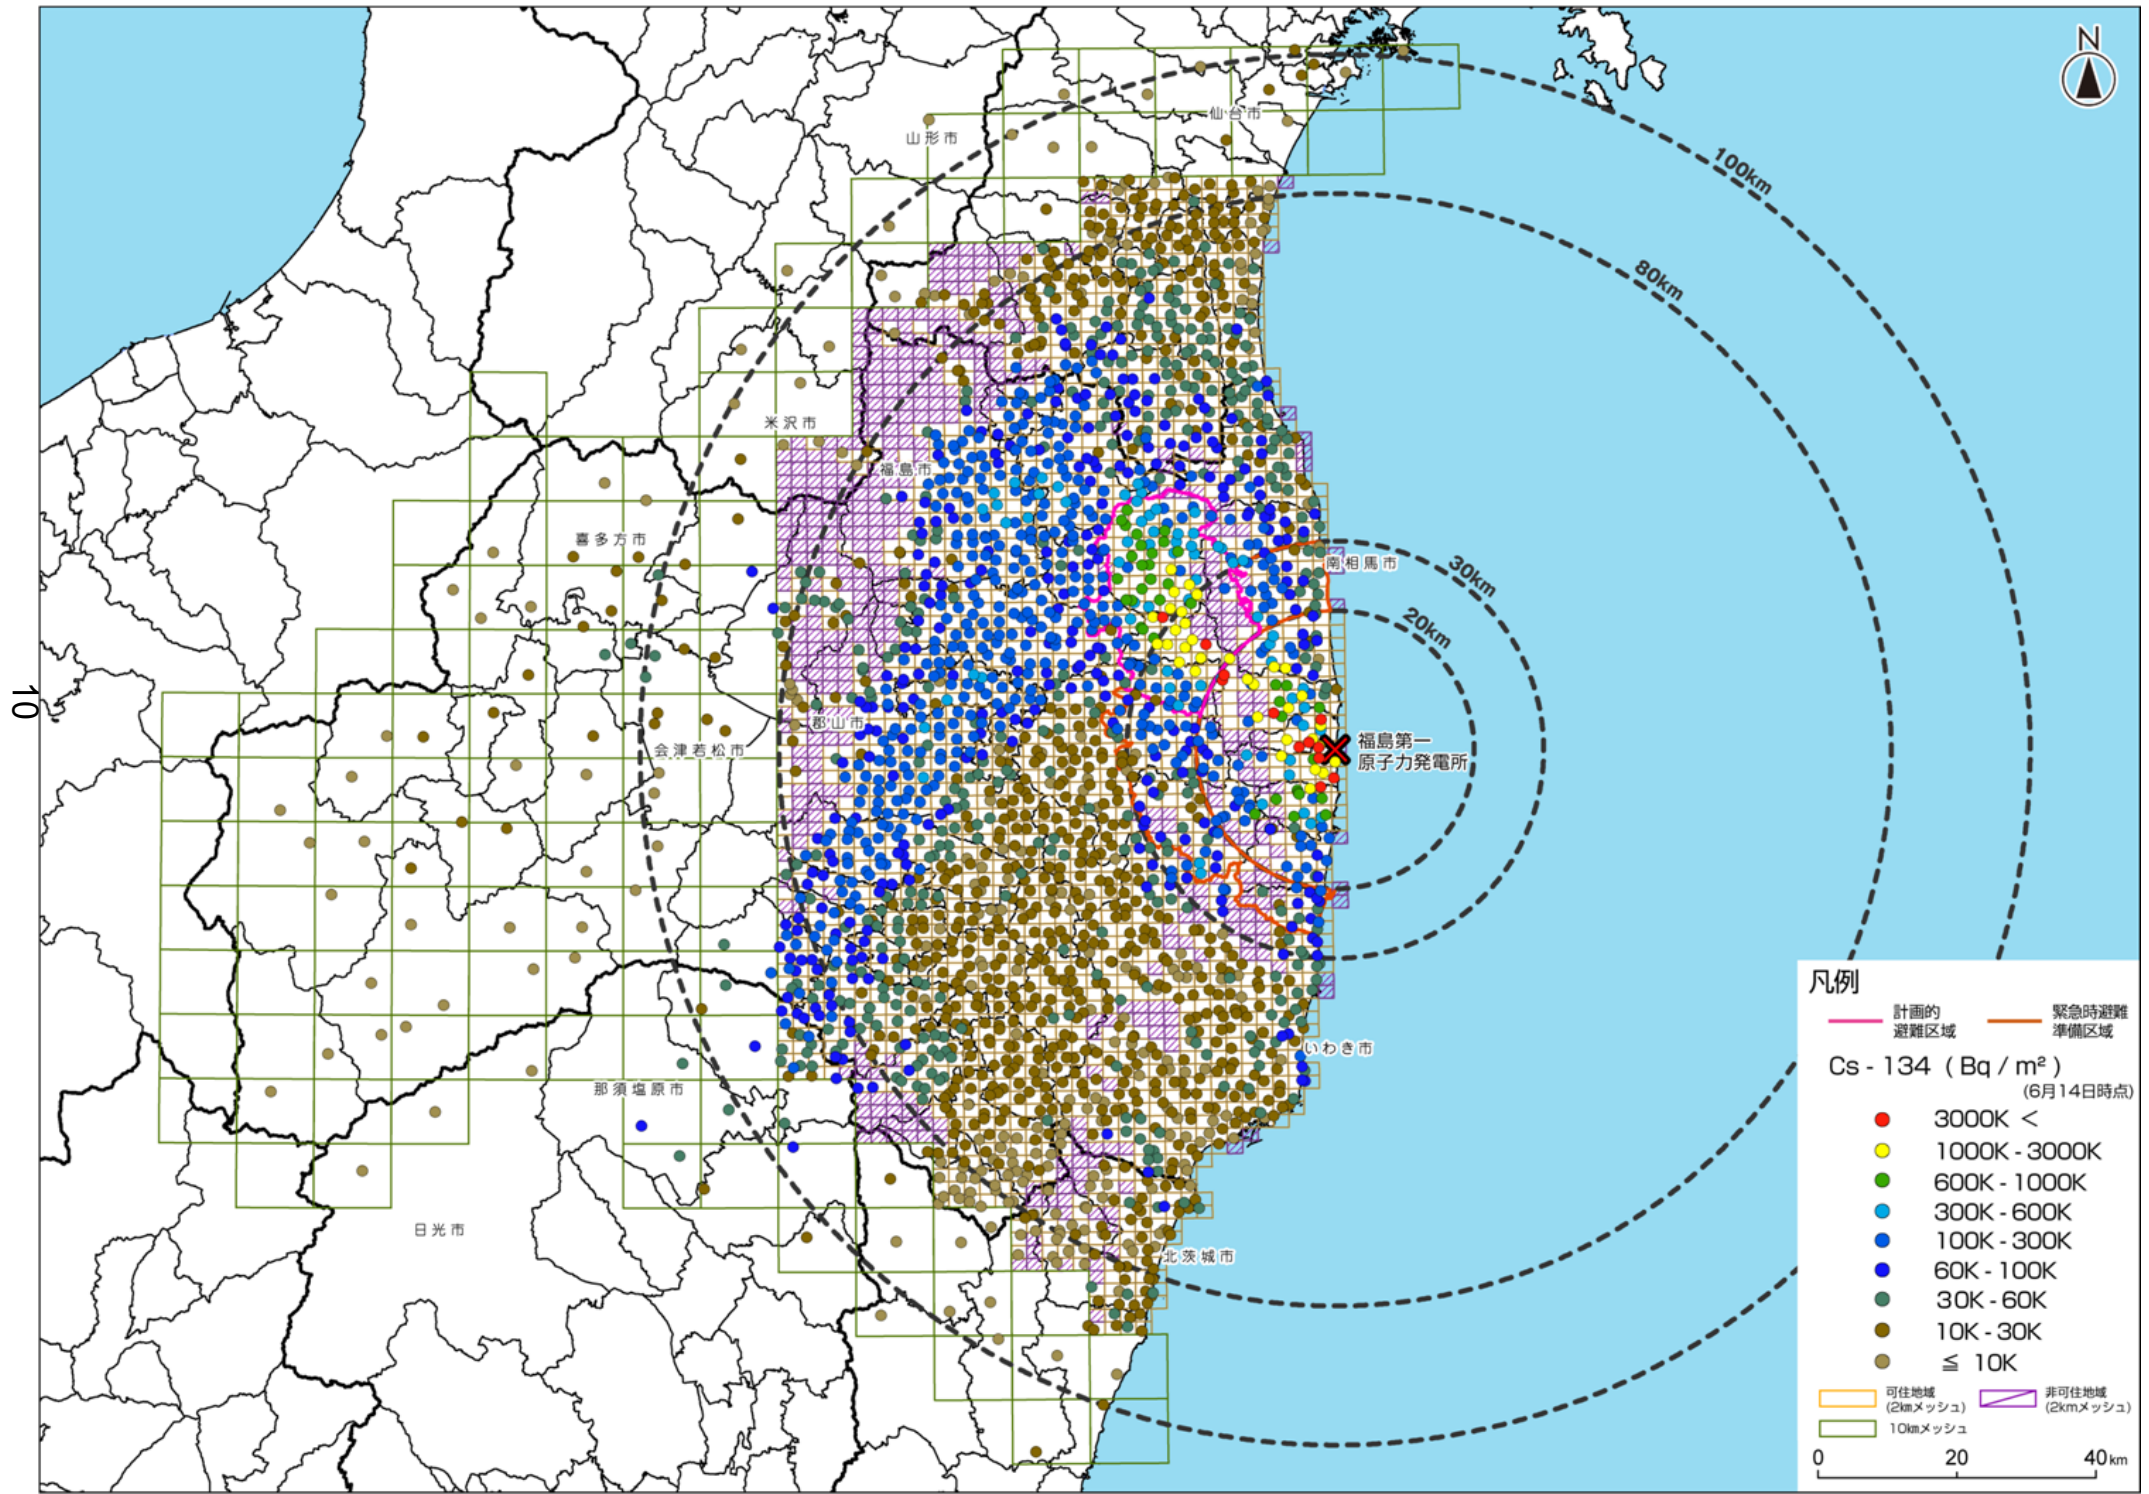 N
仙台市
山形市
100km
80km
米沢市
福島市
喜多方市
南相馬市
30km
20km
10
郡山市
会津若松市
福島第一
原子力発電所
いわき市
那須塩原市
日光市
北茨城市
凡例
計画的
避難区域
緊急時避難
準備区域
Cs - 134 ( Bq / m² )
(6月14日時点)
3000K <
1000K - 3000K
600K - 1000K
300K - 600K
100K - 300K
60K - 100K
30K - 60K
10K - 30K
≦ 10K
可住地域
(2kmメッシュ)
非可住地域
(2kmメッシュ)
10kmメッシュ
0 20 40km